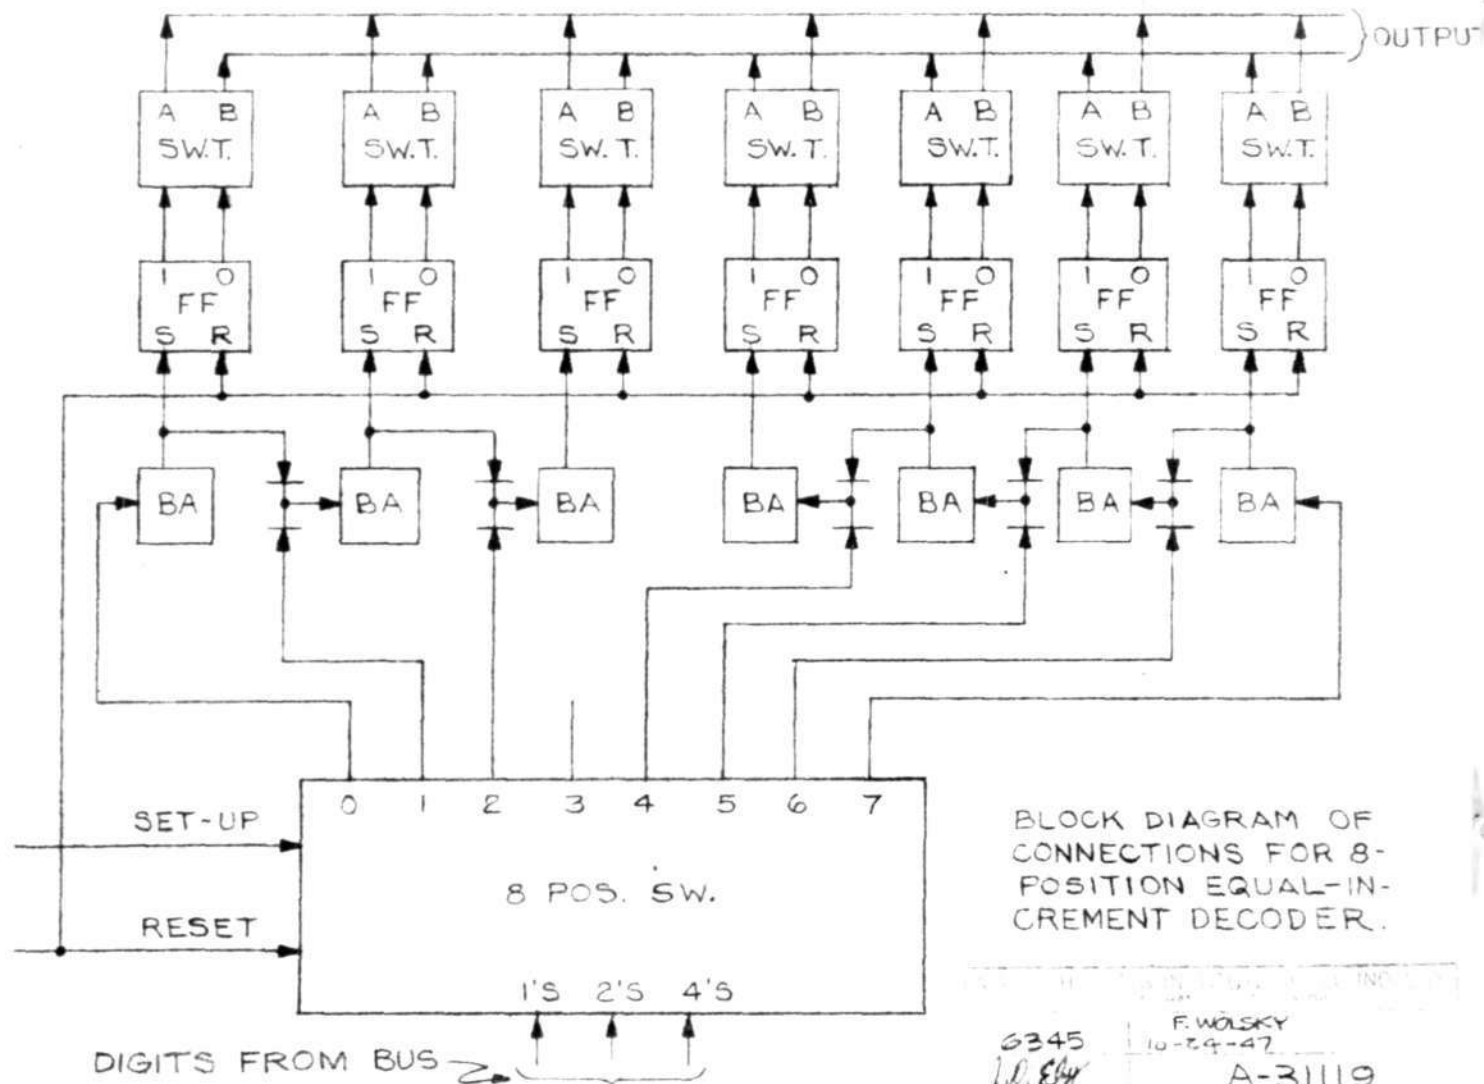 OUTPUT
A B A B A B A B A B A B A B
SW.T. SW.T. SW.T. SW.T. SW.T. SW.T. SW.T.
1 0 1 0 1 0 1 0 1 0 1 0 1 0
FF FF FF FF FF FF FF
S R S R S R S R S R S R S R
BA BA BA BA BA BA BA
0 1 2 3 4 5 6 7
SET-UP
8 POS. SW.
RESET
1'S 2'S 4'S
DIGITS FROM BUS
BLOCK DIAGRAM OF
CONNECTIONS FOR 8-
POSITION EQUAL-IN-
CREMENT DECODER.
6345
F. WOLSKY
10-24-47
A-31119